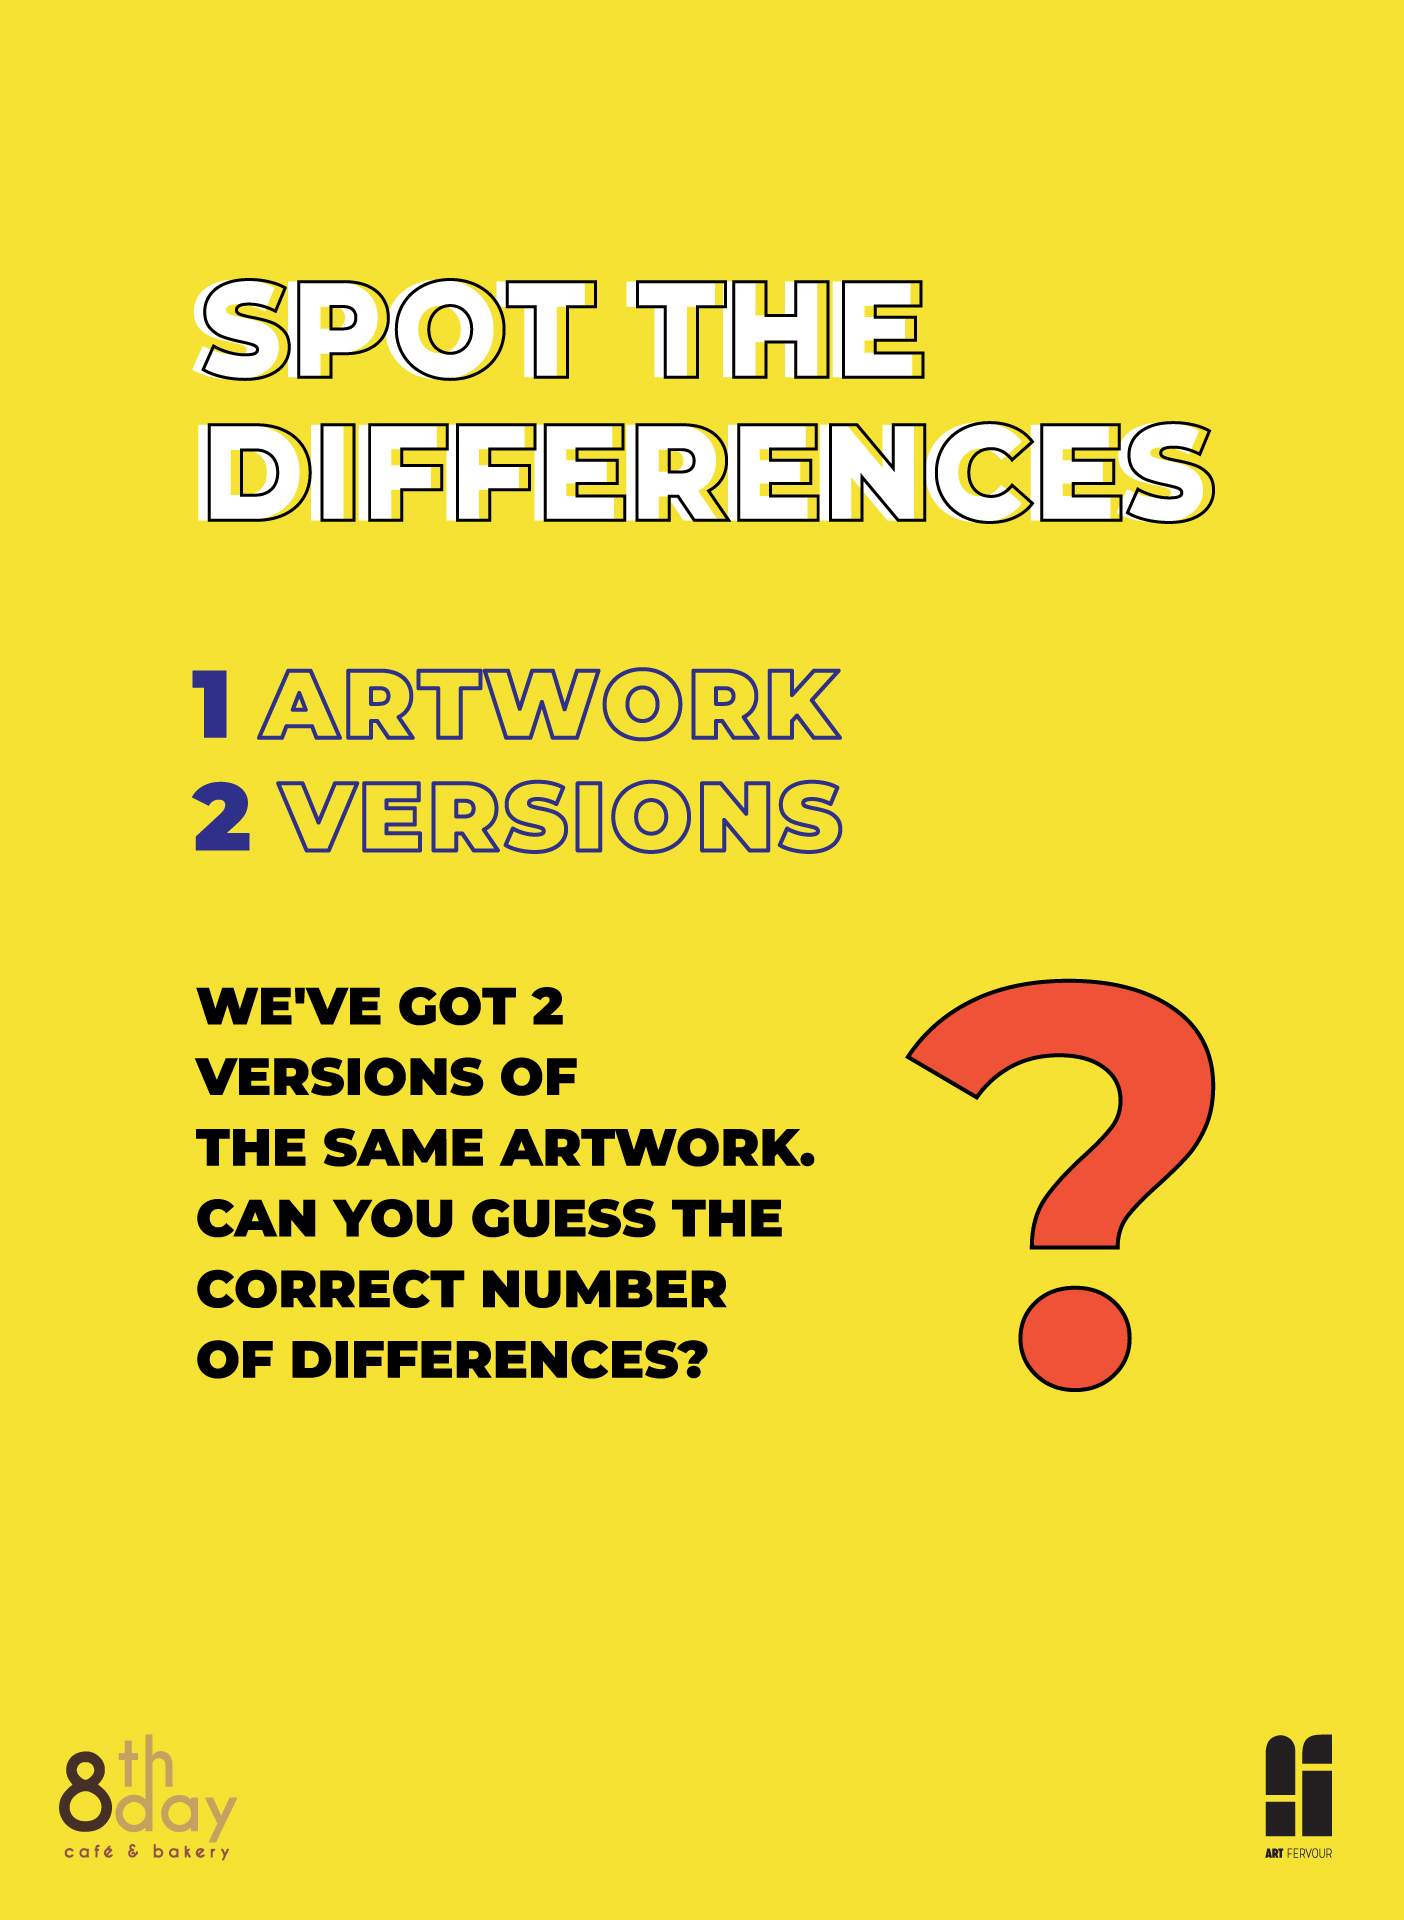 SPOT THE
DIFFERENCES
1 ARTWORK
2 VERSIONS
WE'VE GOT 2
VERSIONS OF
THE SAME ARTWORK.
CAN YOU GUESS THE
CORRECT NUMBER
OF DIFFERENCES?
?
8th
day
café & bakery
ART FERVOUR